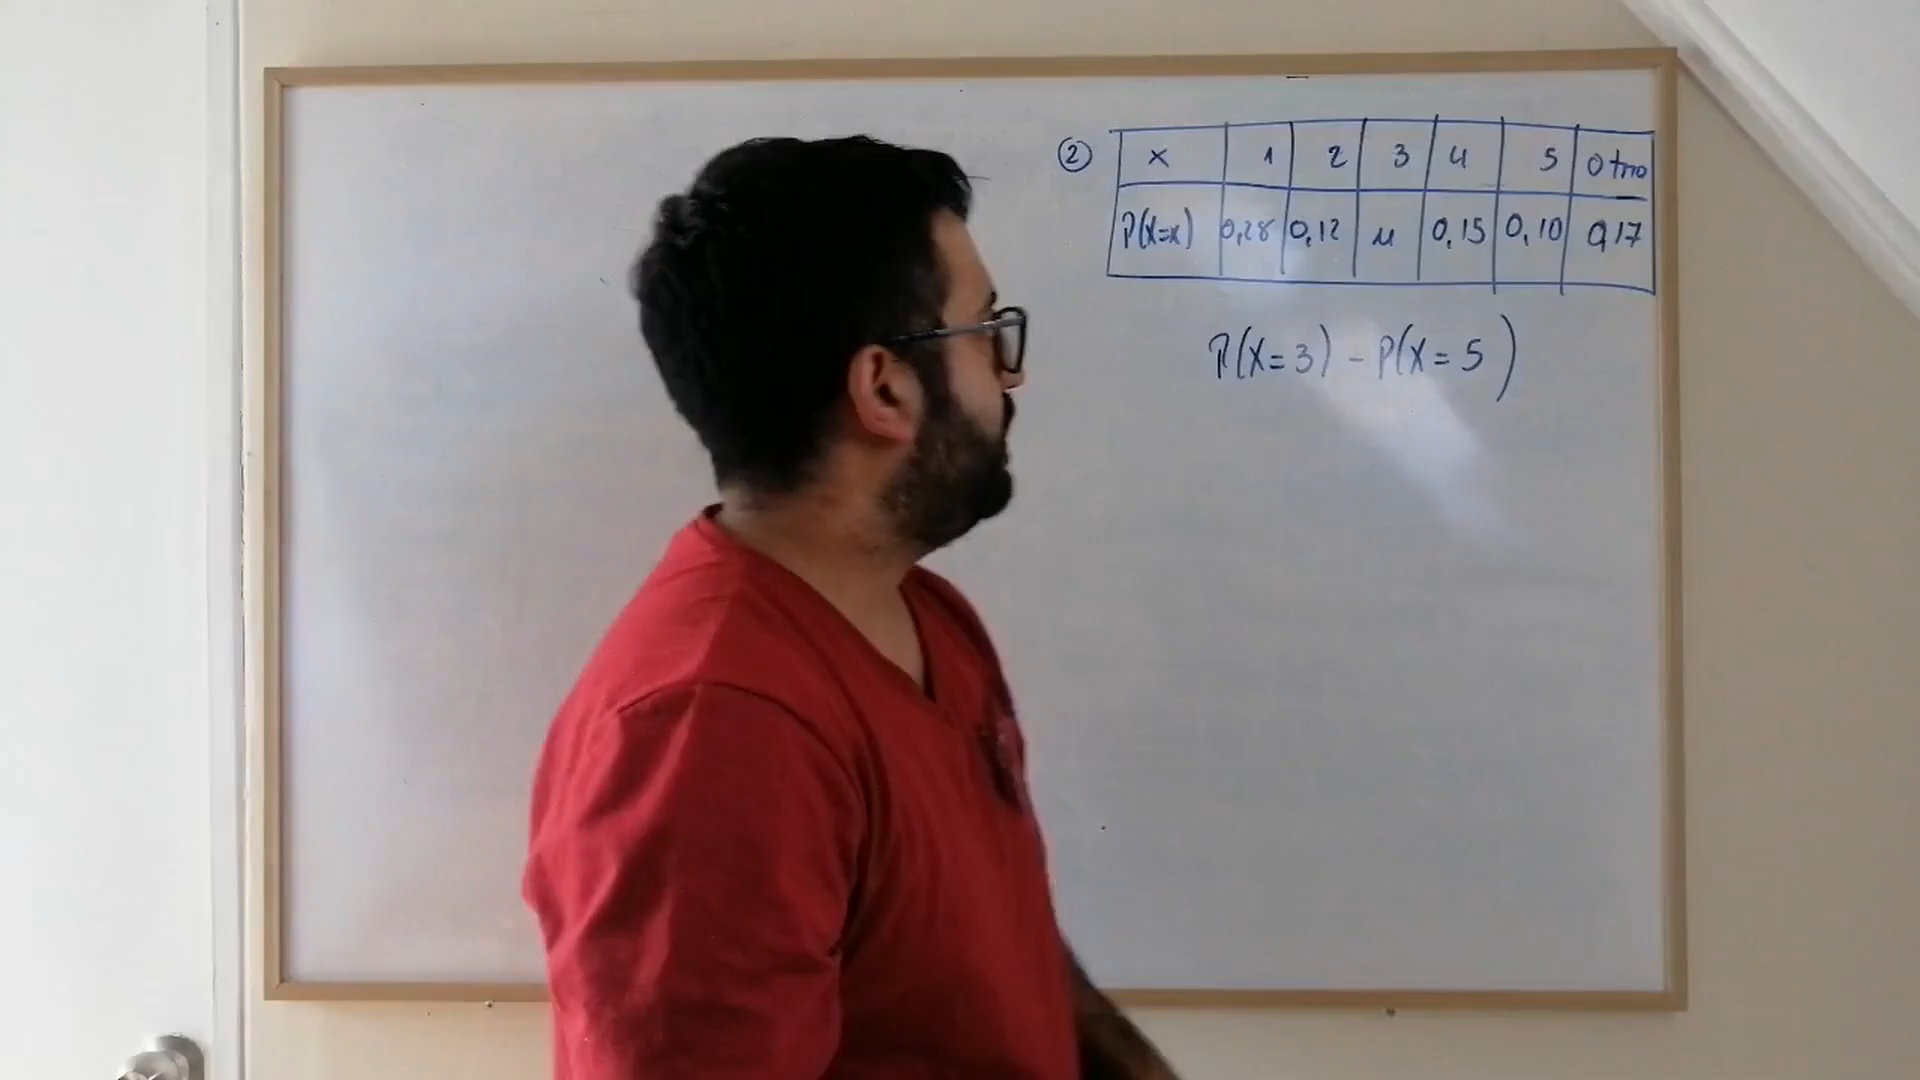 ② x 1 2 3 4 5 Otro
P(X=x) 0,28 0,12 u 0,15 0,10 0,17
P(X=3) - P(X=5)